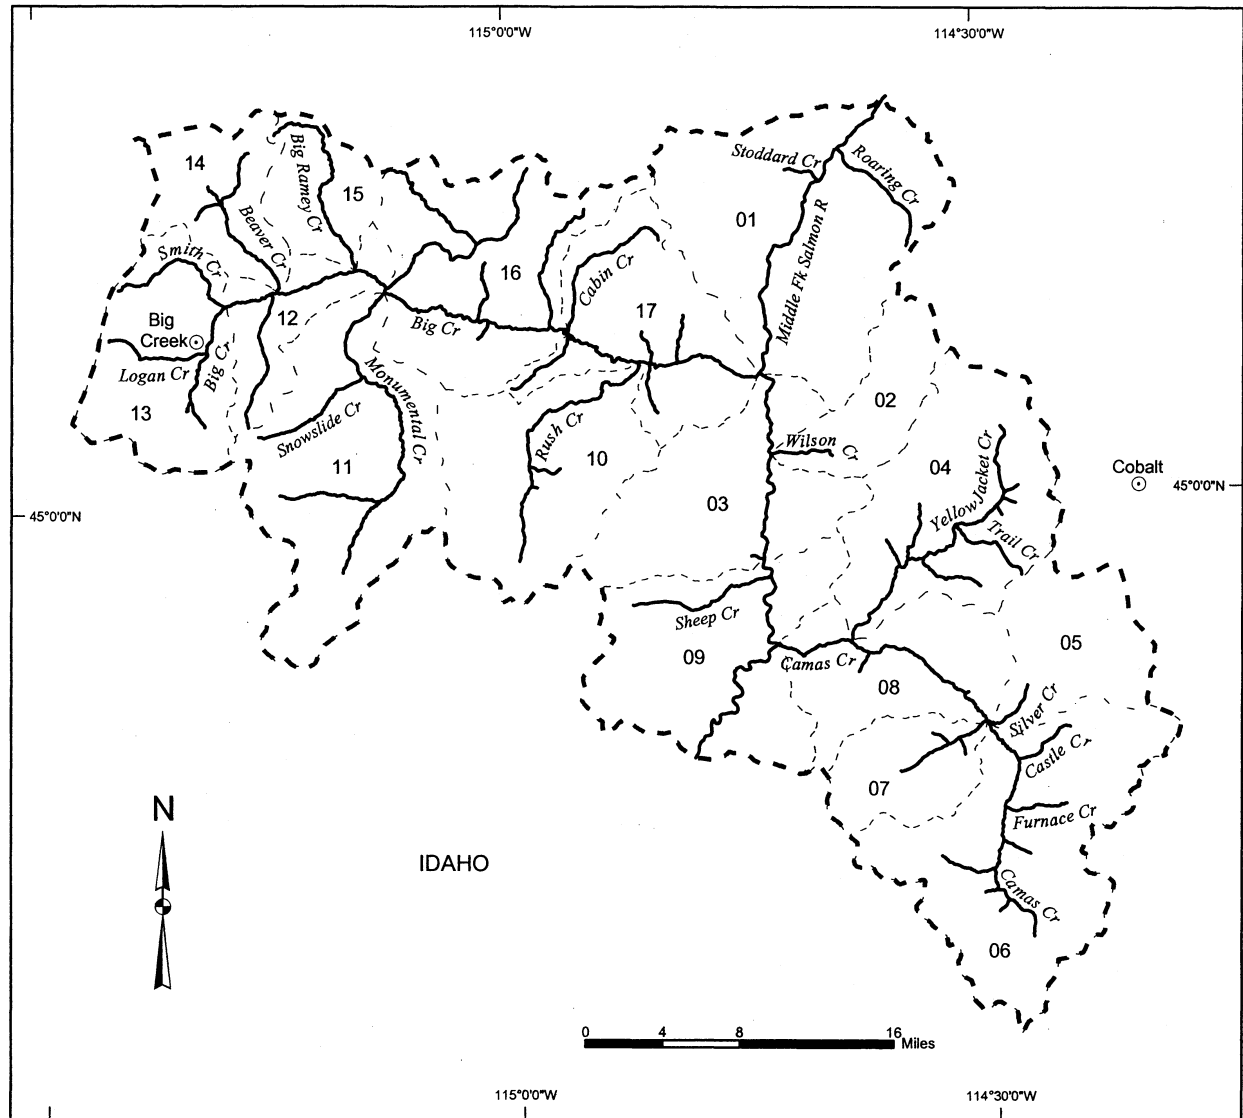 115°0'0"W
114°30'0"W
Stoddard Cr
Roaring Cr
14
Big Ramey Cr
15
01
Beaver Cr
Middle Fk Salmon R
Smith Cr
16
Cabin Cr
17
12
Big Cr
Big
Creek
Logan Cr
Big Cr
13
Monumental Cr
Snowslide Cr
11
Rush Cr
10
02
Wilson Cr
04
YellowJacket Cr
Cobalt
45°0'0"N
45°0'0"N
03
Trail Cr
Sheep Cr
09
Camas Cr
05
08
Silver Cr
Castle Cr
07
Furnace Cr
N
IDAHO
Camas Cr
06
0 4 8 16
Miles
115°0'0"W
114°30'0"W